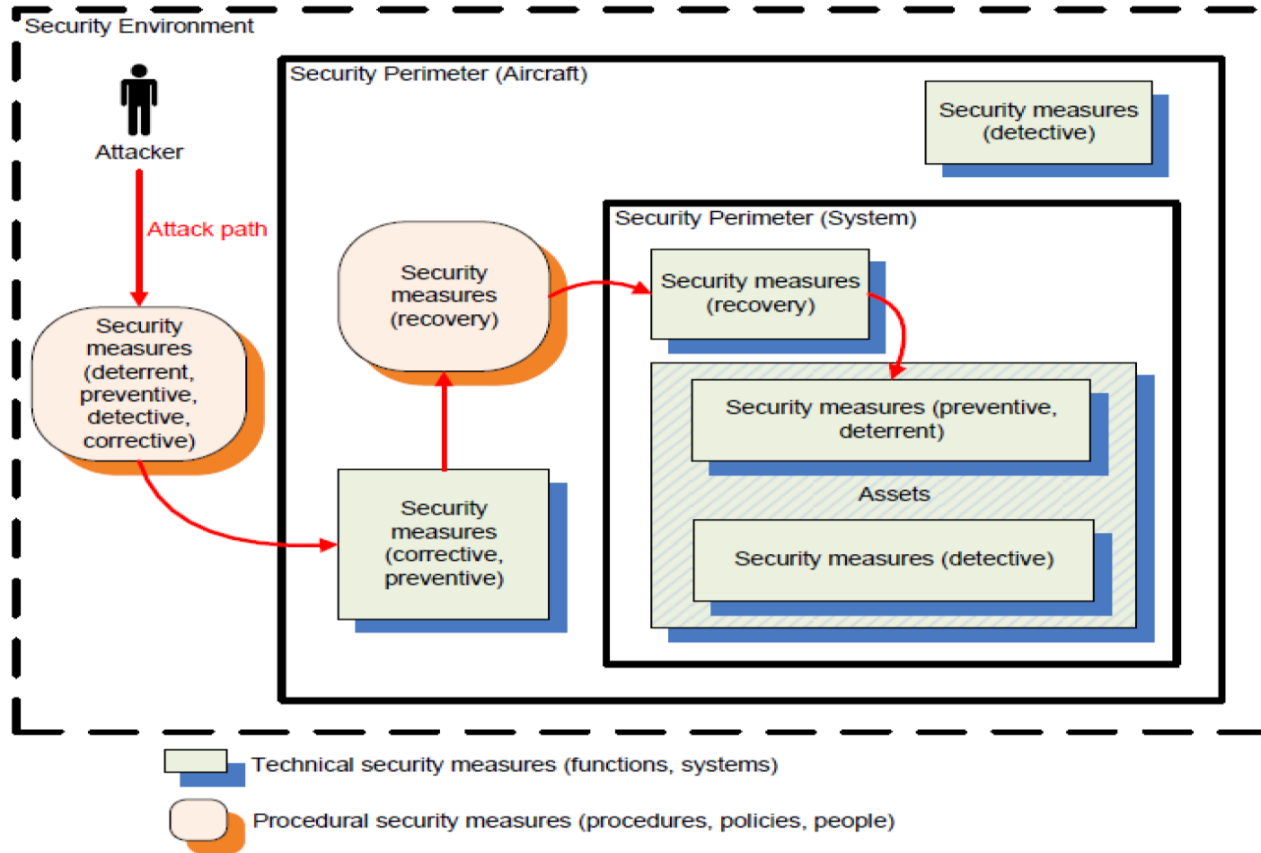 Security Environment
Attacker
Attack path
Security
measures
(deterrent,
preventive,
detective,
corrective)
Security Perimeter (Aircraft)
Security measures
(detective)
Security
measures
(recovery)
Security
measures
(corrective,
preventive)
Security Perimeter (System)
Security measures
(recovery)
Security measures (preventive,
deterrent)
Assets
Security measures (detective)
Technical security measures (functions, systems)
Procedural security measures (procedures, policies, people)